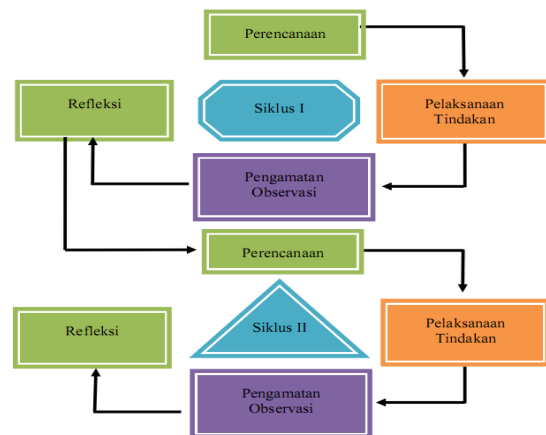 Perencanaan
Refleksi
Siklus I
Pelaksanaan
Tindakan
Pengamatan
Observasi
Perencanaan
Refleksi
Siklus II
Pelaksanaan
Tindakan
Pengamatan
Observasi